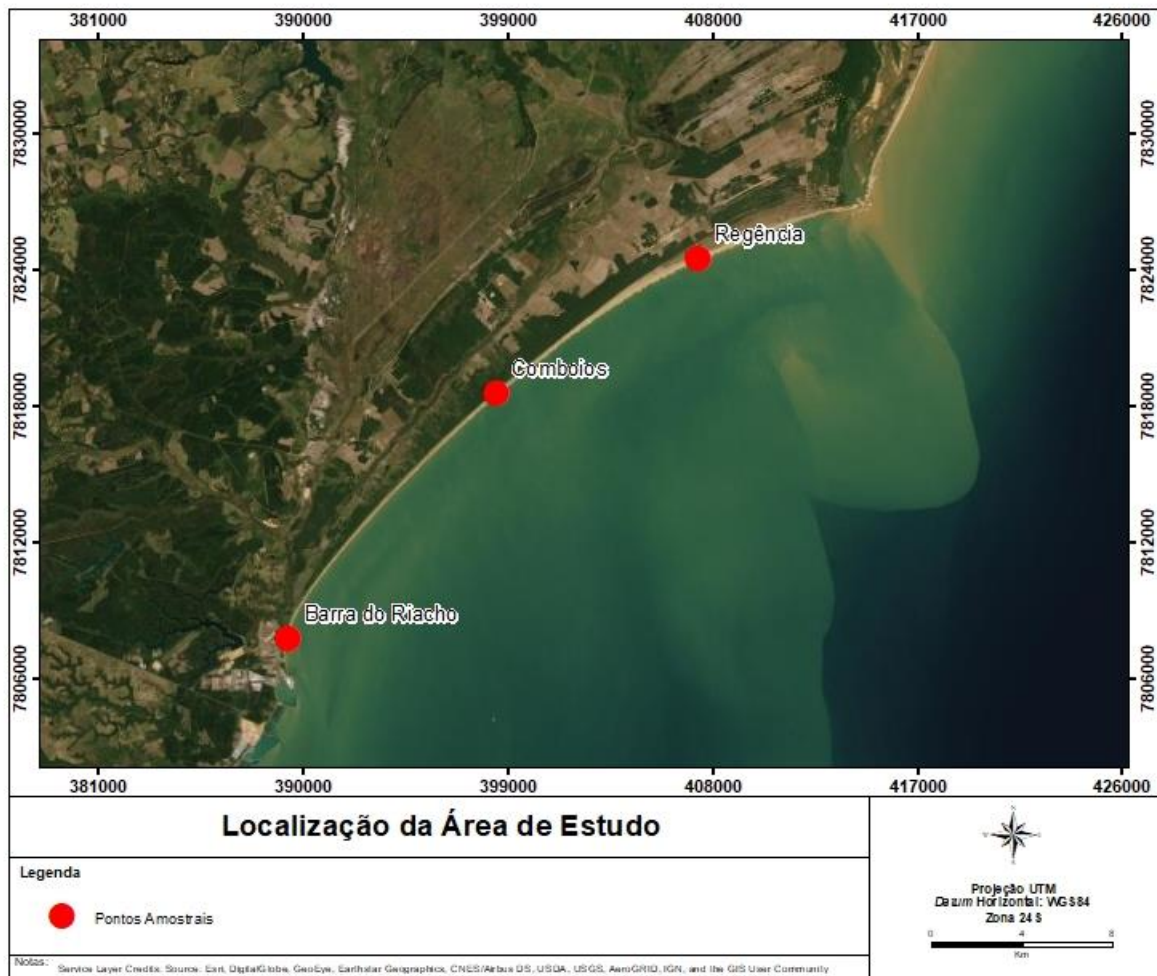 381000 390000 399000 408000 417000 426000
7830000 7830000
Regência
7824000 7824000
Comboios
7818000 7818000
7812000 7812000
Barra do Riacho
7806000 7806000
381000 390000 399000 408000 417000 426000
Localização da Área de Estudo
Legenda
Pontos Amostrais
N
Projeção UTM
Datum Horizontal: WGS84
Zona 24 S
0 4 8
Km
Notas:
Service Layer Credits: Source: Esri, DigitalGlobe, GeoEye, Earthstar Geographics, CNES/Airbus DS, USDA, USGS, AeroGRID, IGN, and the GIS User Community